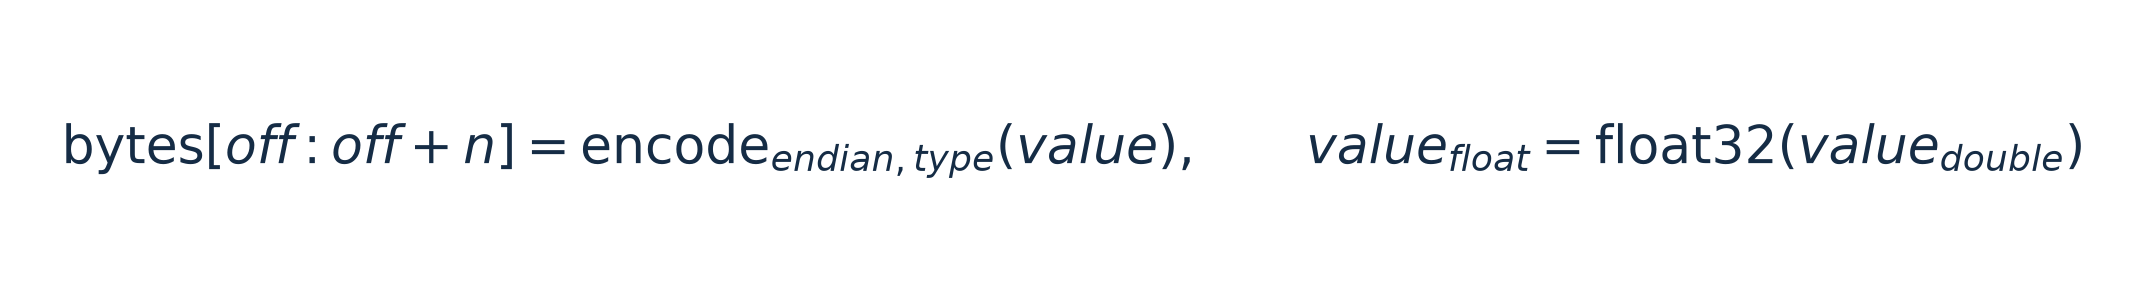 bytes[off : off + n] = encode_{endian, type}(value),    value_{float} = float32(value_{double})